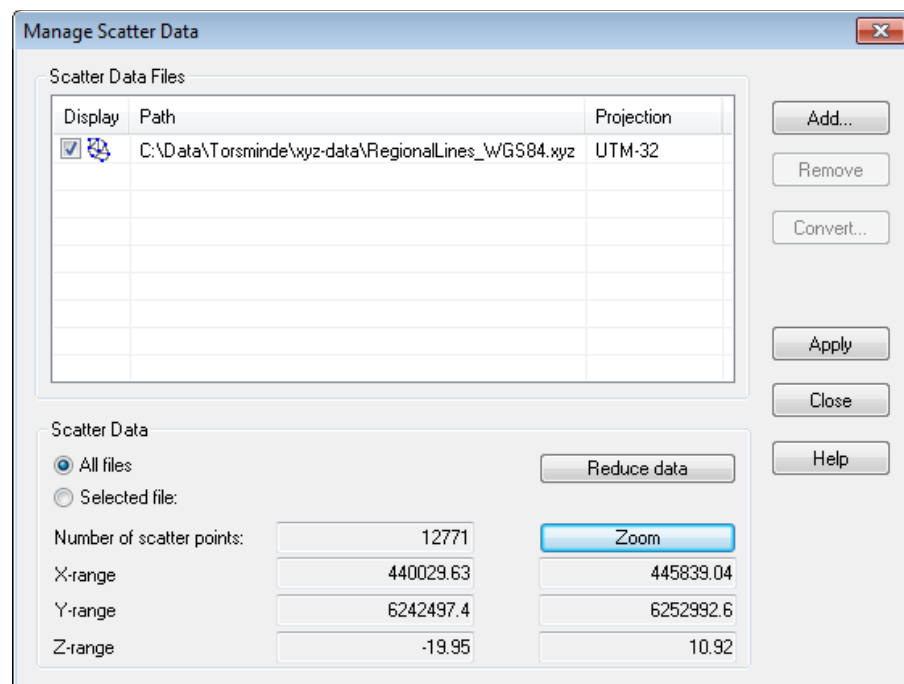 Manage Scatter Data
Scatter Data Files
Display Path Projection
C:\Data\Torsminde\xyz-data\RegionalLines_WGS84.xyz UTM-32
Add...
Remove
Convert...
Apply
Close
Help
Scatter Data
All files
Reduce data
Selected file:
Number of scatter points: 12771 Zoom
X-range 440029.63 445839.04
Y-range 6242497.4 6252992.6
Z-range -19.95 10.92